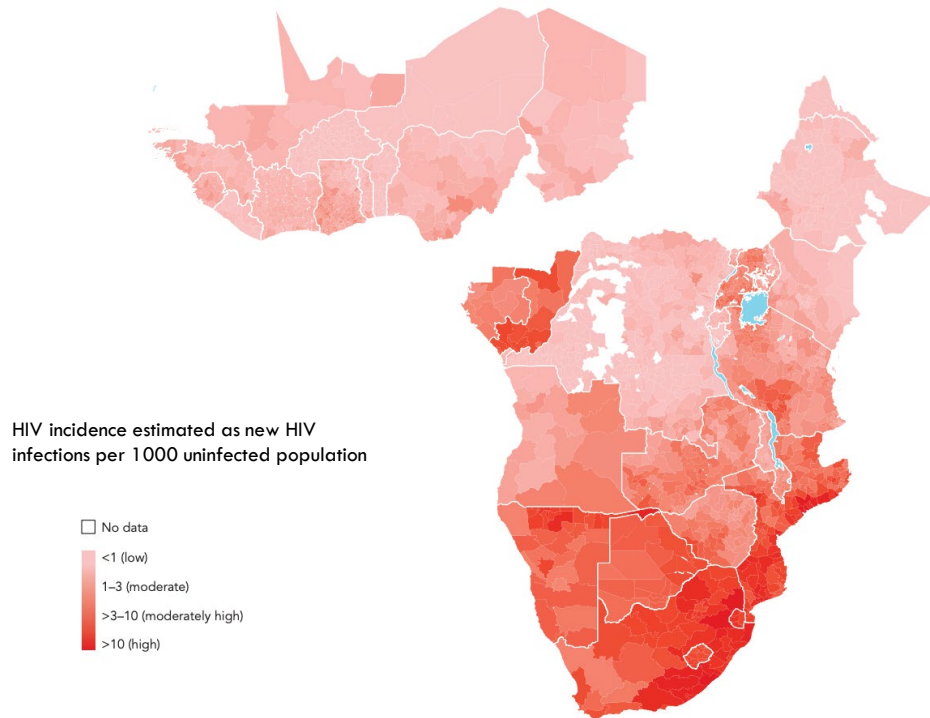 HIV incidence estimated as new HIV
infections per 1000 uninfected population
No data
<1 (low)
1–3 (moderate)
>3–10 (moderately high)
>10 (high)